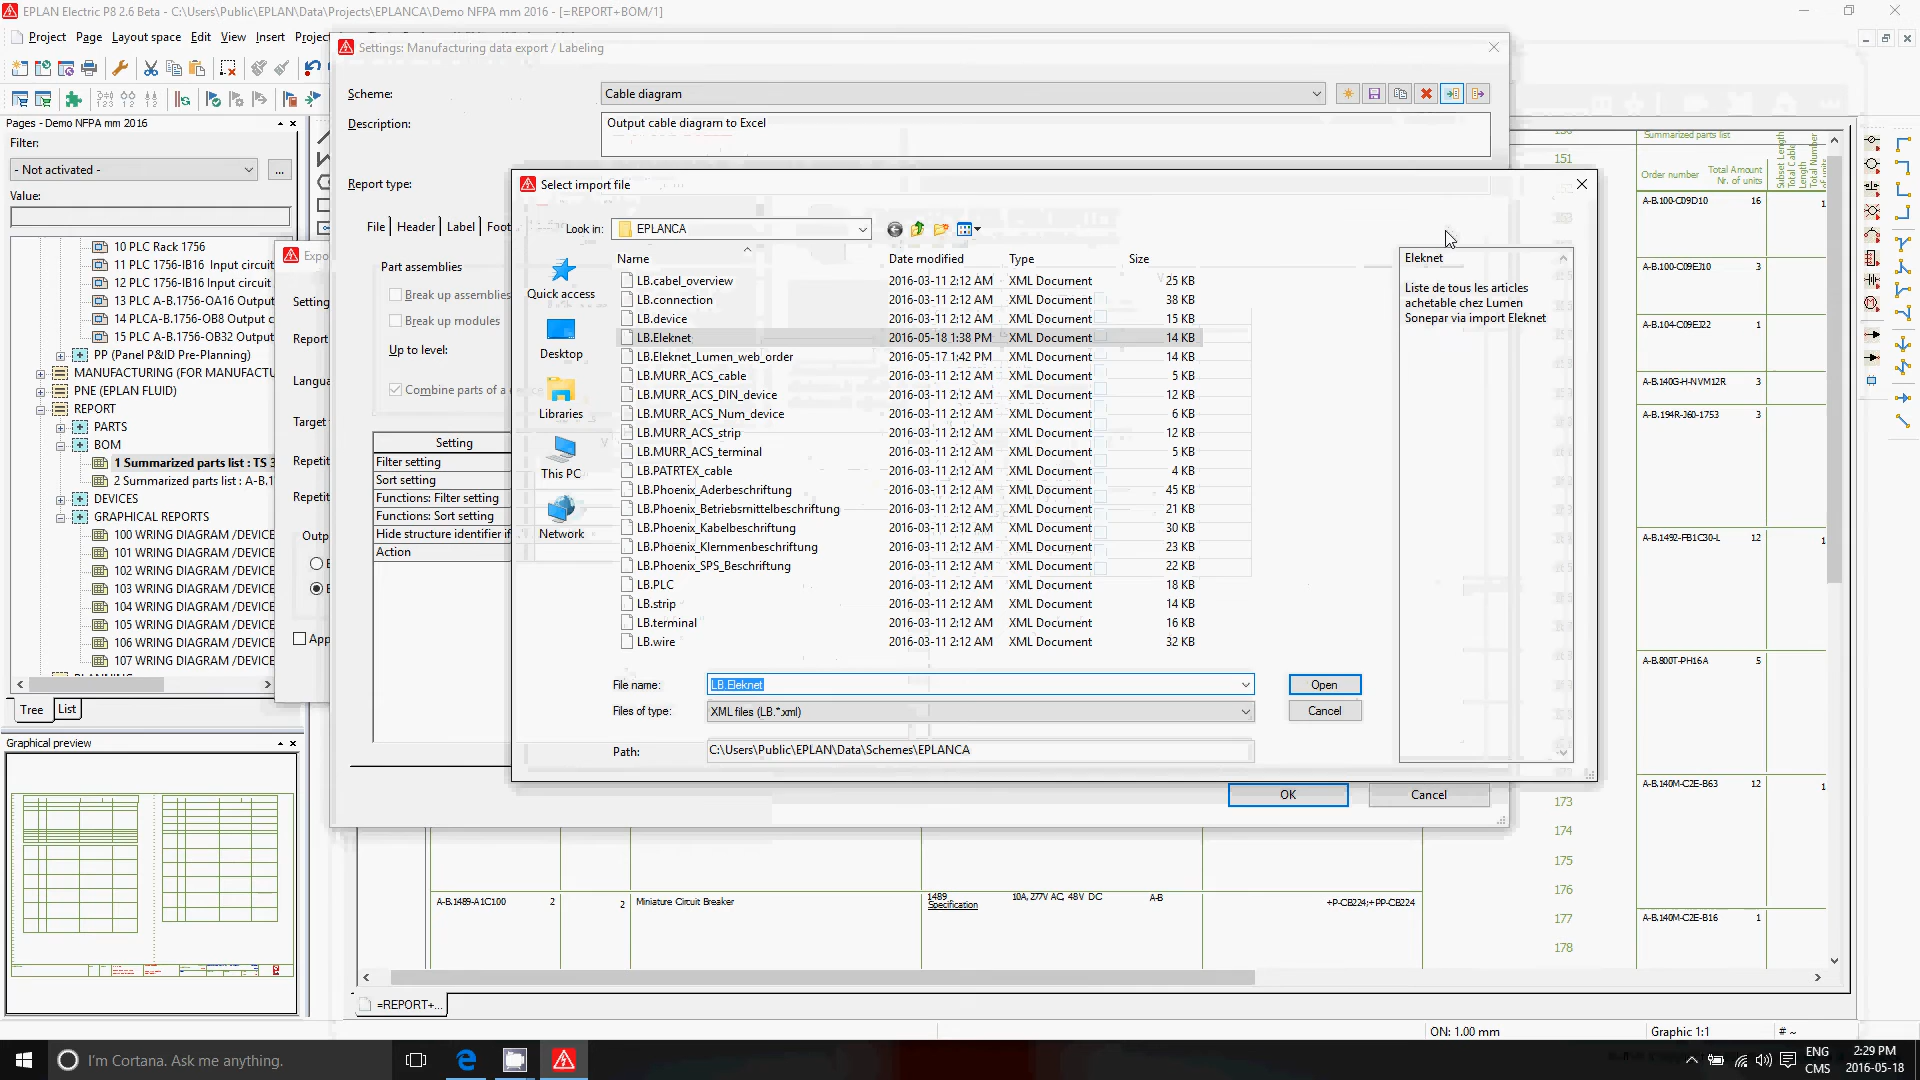 EPLAN Electric P8 2.6 Beta - C:\Users\Public\EPLAN\Data\Projects\EPLANCA\Demo NFPA mm 2016 - [=REPORT+BOM/1]
Project Page Layout space Edit View Insert
Settings: Manufacturing data export / Labeling
Scheme: Cable diagram
Description: Output cable diagram to Excel
Report type:
File Header Label
Part assemblies
Break up assemblies
Break up modules
Up to level:
Setting
Filter setting
Sort setting
Functions: Filter setting
Functions: Sort setting
Hide structure identifier
Action
OK Cancel
Pages - Demo NFPA mm 2016
Filter:
- Not activated - ...
Value:
10 PLC Rack 1756
11 PLC 1756-IB16 Input circuit
12 PLC 1756-IB16 Input circuit
13 PLC A-B.1756-OA16 Output
14 PLCA-B.1756-OB8 Output c
15 PLC A-B.1756-OB32 Output
PP (Panel P&ID Pre-Planning)
MANUFACTURING (FOR MANUFACTU
PNE (EPLAN FLUID)
REPORT
PARTS
BOM
1 Summarized parts list : TS 3
2 Summarized parts list : A-B.1
DEVICES
GRAPHICAL REPORTS
100 WRING DIAGRAM /DEVICE
101 WRING DIAGRAM /DEVICE
102 WRING DIAGRAM /DEVICE
103 WRING DIAGRAM /DEVICE
104 WRING DIAGRAM /DEVICE
105 WRING DIAGRAM /DEVICE
106 WRING DIAGRAM /DEVICE
107 WRING DIAGRAM /DEVICE
Tree List
Graphical preview
Select import file
Look in: EPLANCA
Quick access
Desktop
Libraries
This PC
Network
Name Date modified Type Size
LB.cabel_overview 2016-03-11 2:12 AM XML Document 25 KB
LB.connection 2016-03-11 2:12 AM XML Document 38 KB
LB.device 2016-03-11 2:12 AM XML Document 15 KB
LB.Eleknet 2016-05-18 1:38 PM XML Document 14 KB
LB.Eleknet_Lumen_web_order 2016-05-17 1:42 PM XML Document 14 KB
LB.MURR_ACS_cable 2016-03-11 2:12 AM XML Document 5 KB
LB.MURR_ACS_DIN_device 2016-03-11 2:12 AM XML Document 12 KB
LB.MURR_ACS_Num_device 2016-03-11 2:12 AM XML Document 6 KB
LB.MURR_ACS_strip 2016-03-11 2:12 AM XML Document 12 KB
LB.MURR_ACS_terminal 2016-03-11 2:12 AM XML Document 5 KB
LB.PATRTEX_cable 2016-03-11 2:12 AM XML Document 4 KB
LB.Phoenix_Aderbeschriftung 2016-03-11 2:12 AM XML Document 45 KB
LB.Phoenix_Betriebsmittelbeschriftung 2016-03-11 2:12 AM XML Document 21 KB
LB.Phoenix_Kabelbeschriftung 2016-03-11 2:12 AM XML Document 30 KB
LB.Phoenix_Klemmenbeschriftung 2016-03-11 2:12 AM XML Document 23 KB
LB.Phoenix_SPS_Beschriftung 2016-03-11 2:12 AM XML Document 22 KB
LB.PLC 2016-03-11 2:12 AM XML Document 18 KB
LB.strip 2016-03-11 2:12 AM XML Document 14 KB
LB.terminal 2016-03-11 2:12 AM XML Document 16 KB
LB.wire 2016-03-11 2:12 AM XML Document 32 KB
File name: LB.Eleknet Open
Files of type: XML files (LB.*.xml) Cancel
Path: C:\Users\Public\EPLAN\Data\Schemes\EPLANCA
Eleknet
Liste de tous les articles
achetable chez Lumen
Sonepar via import Eleknet
Summarized parts list
Order number Total Amount
Nr. of units
Subset Length
Total Cable
Length
Total Number
151
A-B.100-C09D10 16 1
A-B.100-C09EJ10 3
A-B.104-C09EJ22 1
A-B.140G-H-NVM12R 3
A-B.194R-J60-1753 3
A-B.1492-FB1C30-L 12 1
A-B.800T-PH16A 5
A-B.140M-C2E-B63 12 1
A-B.140M-C2E-B16 1
173
174
175
176
177
178
A-B.1489-A1C100 2 2 Miniature Circuit Breaker 1489 10A, 277V AC, 48V DC A-B +P-CB224;+PP-CB224
Specification
=REPORT+...
ON: 1.00 mm Graphic 1:1 # ~
I'm Cortana. Ask me anything.
ENG
CMS
2:29 PM
2016-05-18